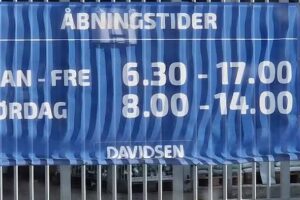 ÅBNINGSTIDER
AN - FRE 6.30 - 17.00
ØRDAG 8.00 - 14.00
DAVIDSEN